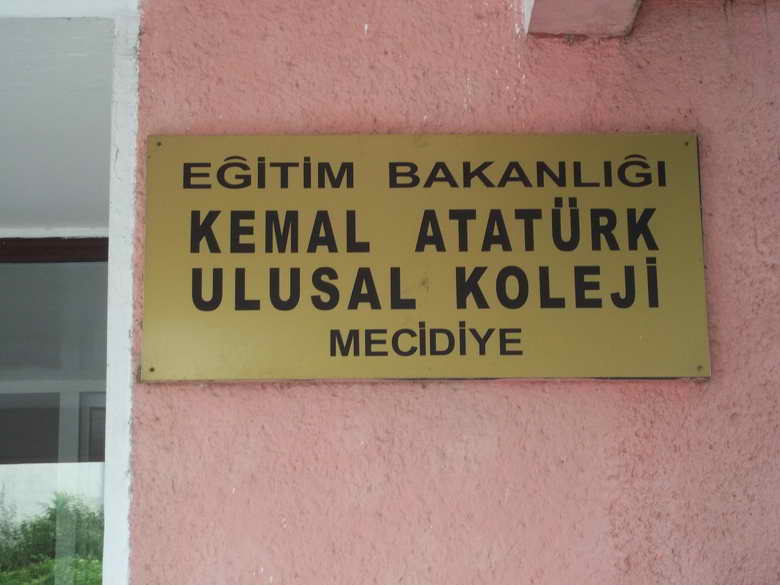 EĞİTİM BAKANLIĞI
KEMAL ATATÜRK
ULUSAL KOLEJİ
MECİDİYE